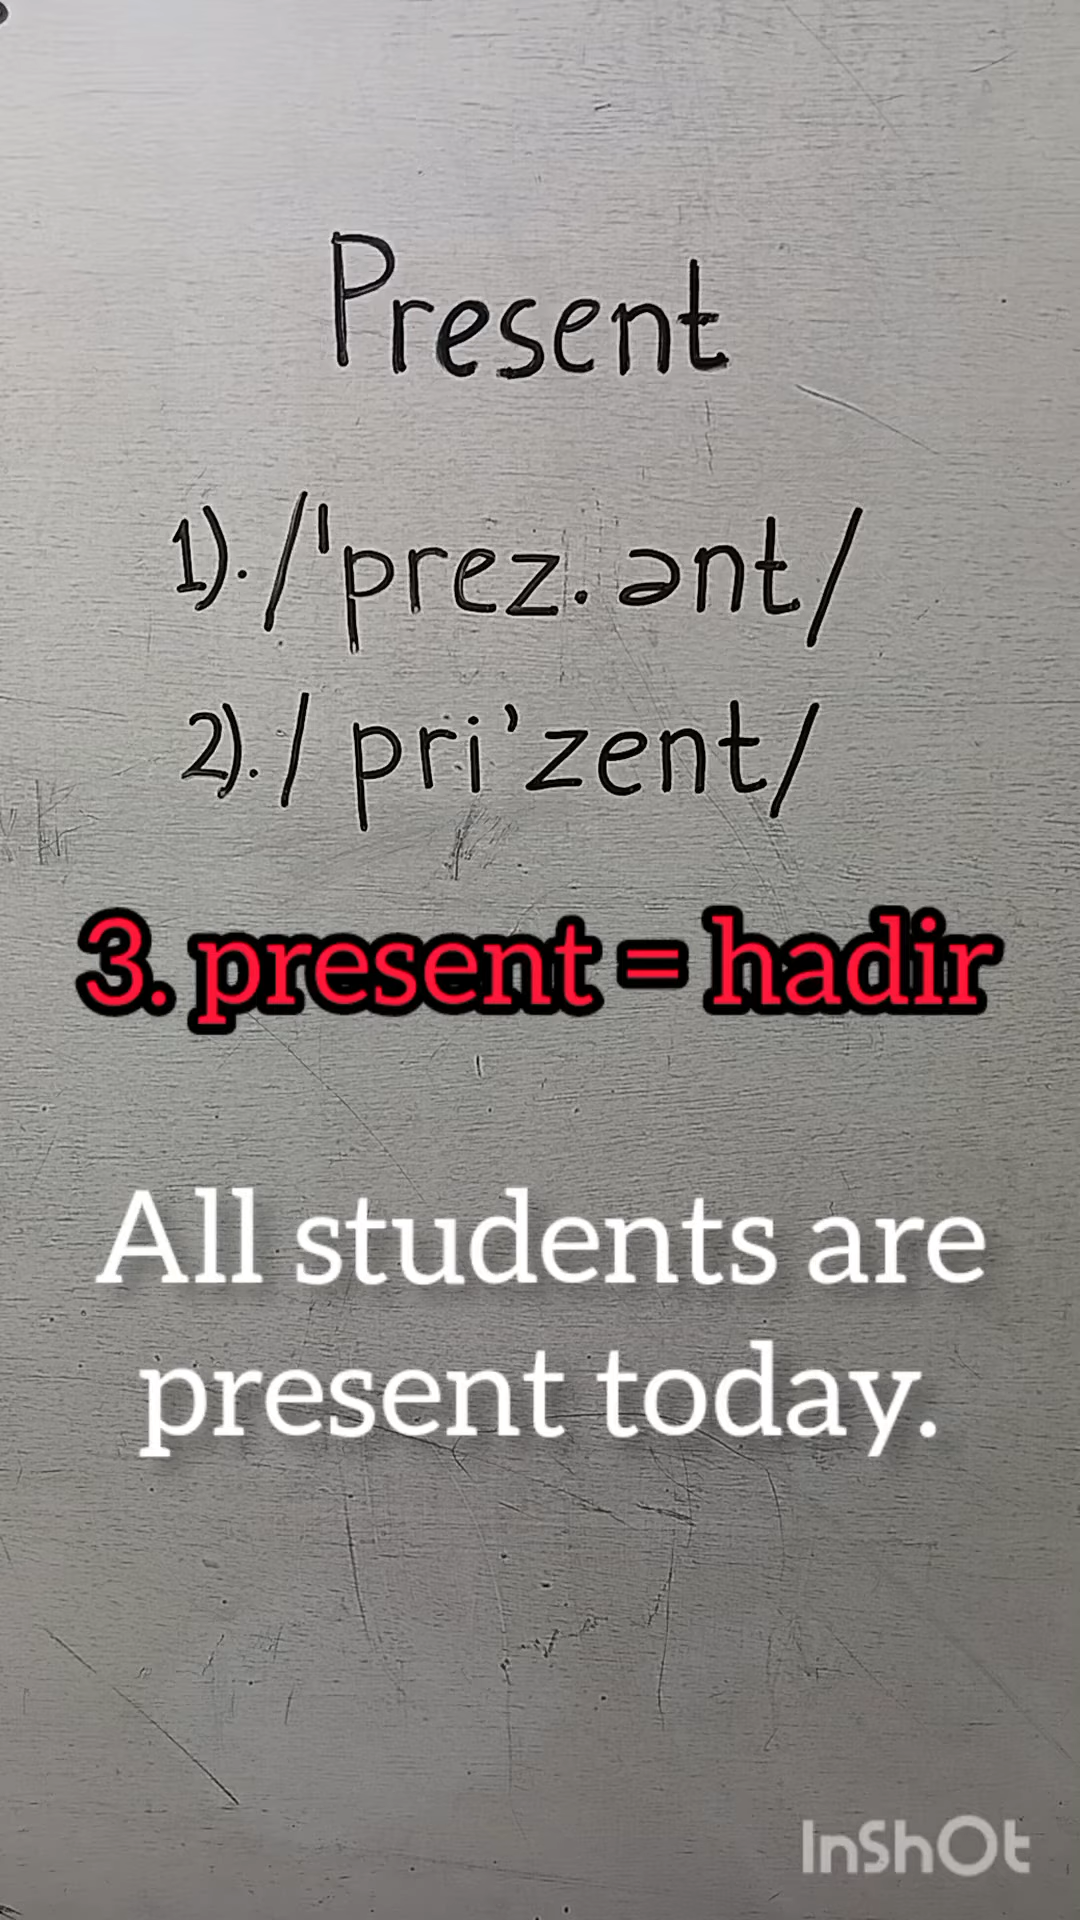 Present
1). /'prez.ənt/
2). / pri'zent/
3. present = hadir
All students are
present today.
InShOt